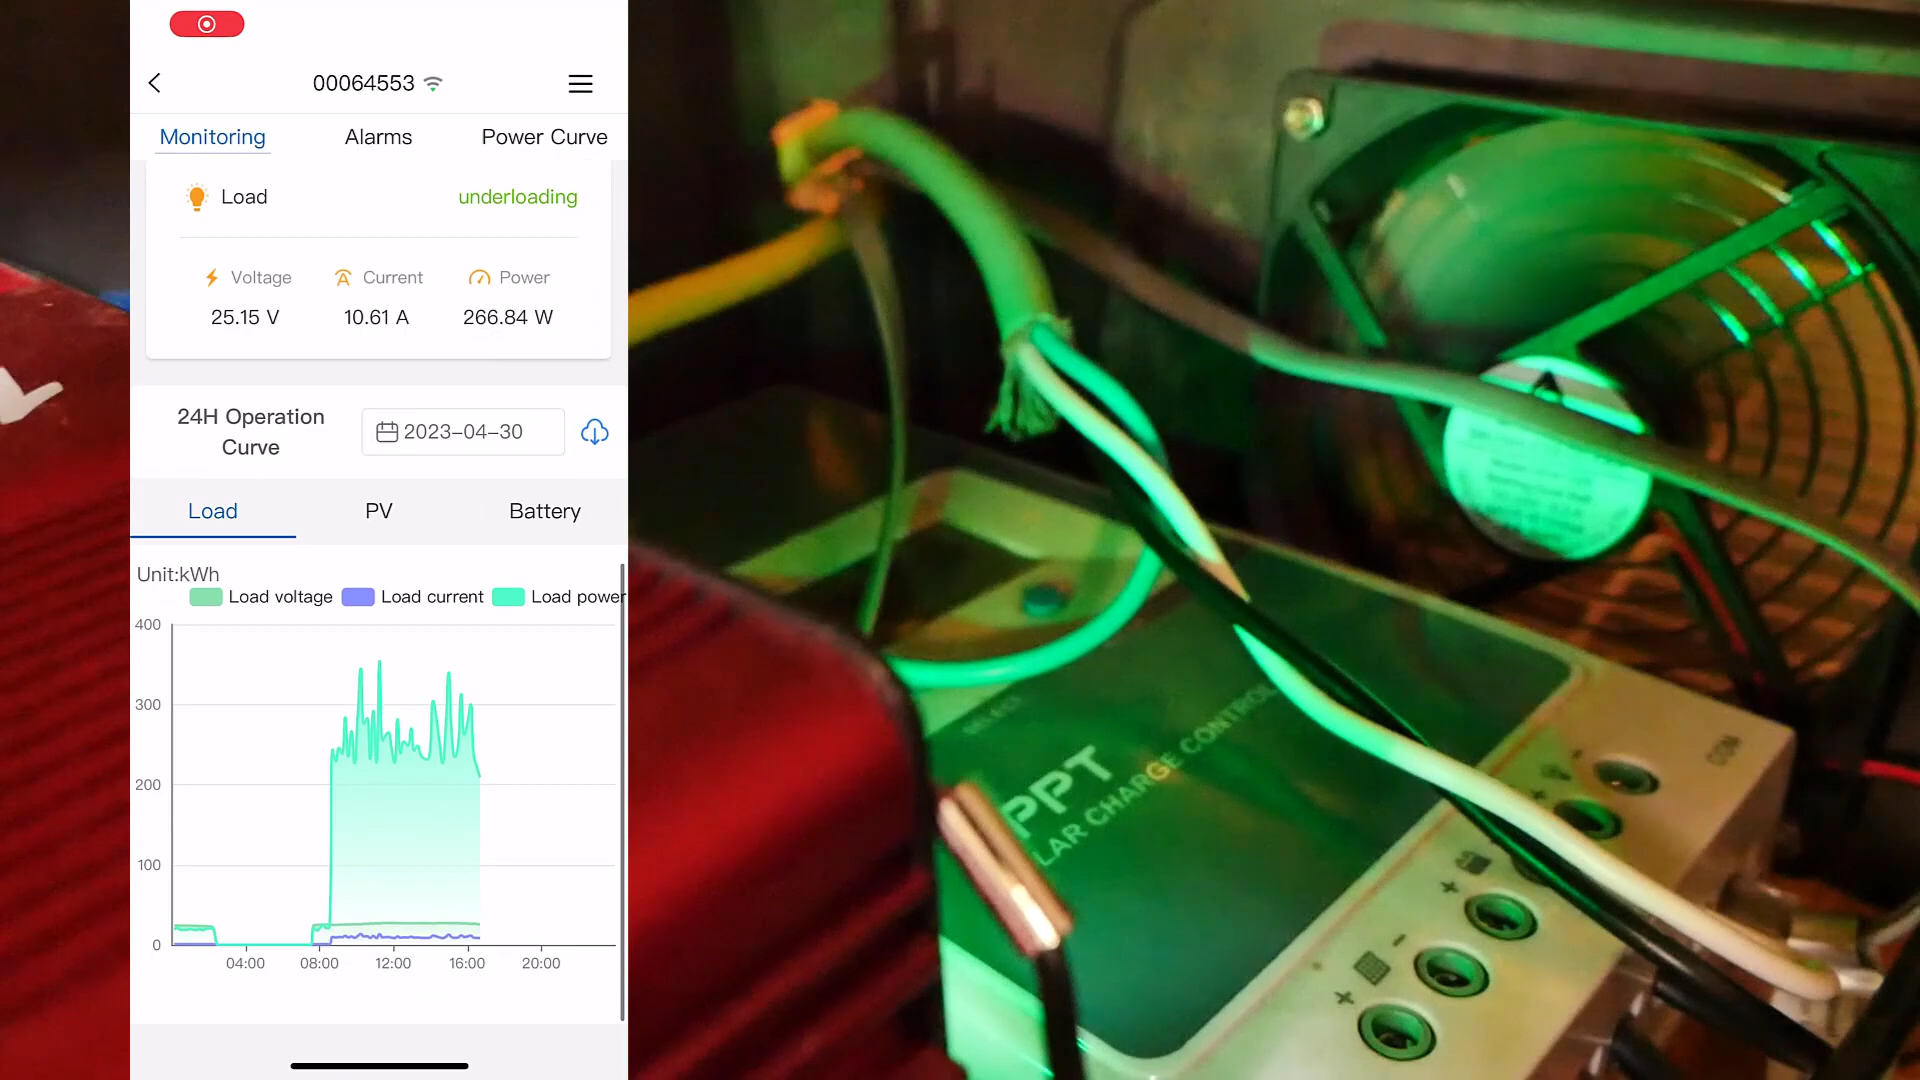 00064553
Monitoring Alarms Power Curve
Load underloading
Voltage Current Power
25.15 V 10.61 A 266.84 W
24H Operation
Curve
2023-04-30
Load PV Battery
Unit:kWh
Load voltage Load current Load power
400
300
200
100
0
04:00 08:00 12:00 16:00 20:00
SELECT
PPT
LAR CHARGE CONTROL
COM